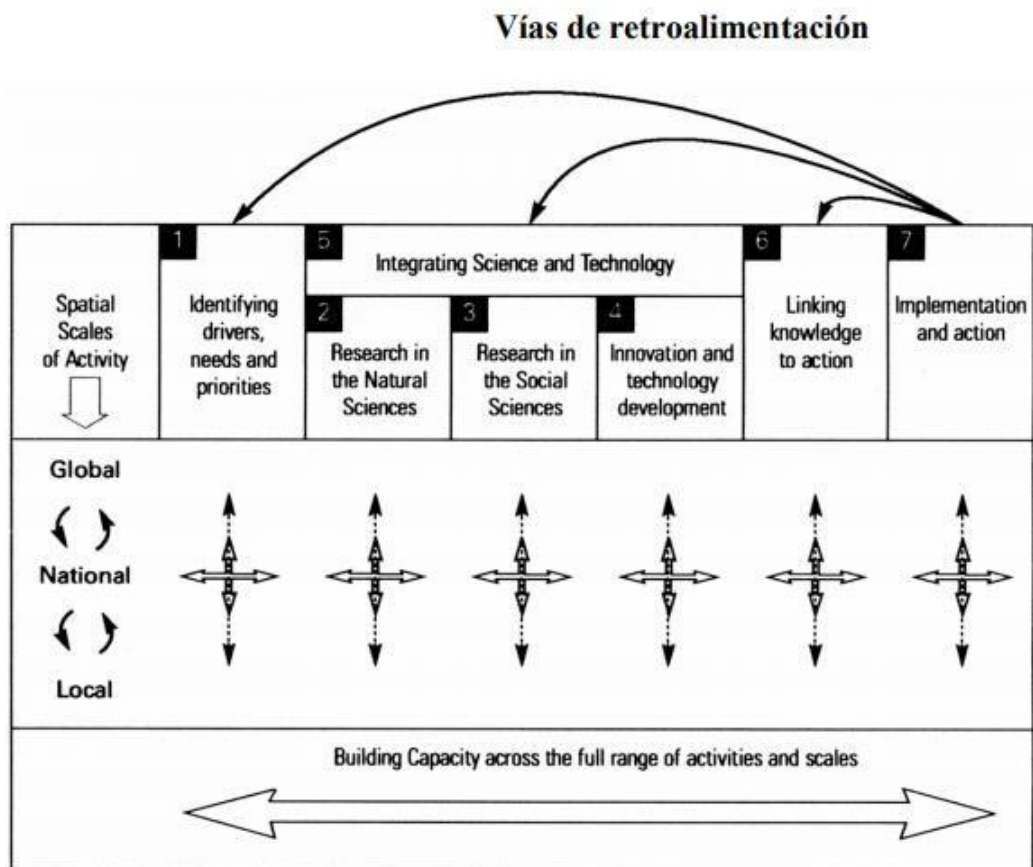 Vías de retroalimentación
Spatial
Scales
of Activity
1
Identifying
drivers,
needs and
priorities
5
Integrating Science and Technology
2
Research in
the Natural
Sciences
3
Research in
the Social
Sciences
4
Innovation and
technology
development
6
Linking
knowledge
to action
7
Implementation
and action
Global
National
Local
Building Capacity across the full range of activities and scales